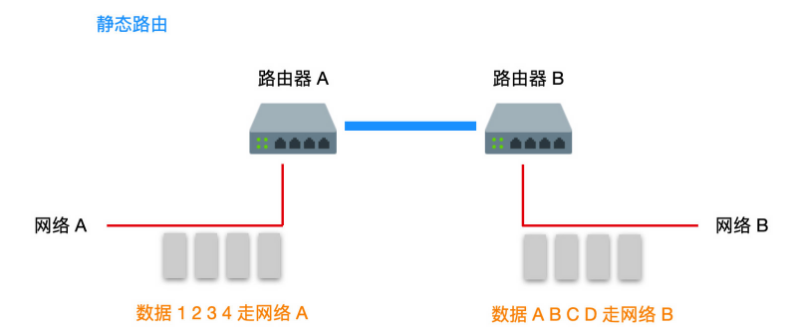 静态路由
路由器 A
路由器 B
网络 A
网络 B
数据 1 2 3 4 走网络 A
数据 A B C D 走网络 B